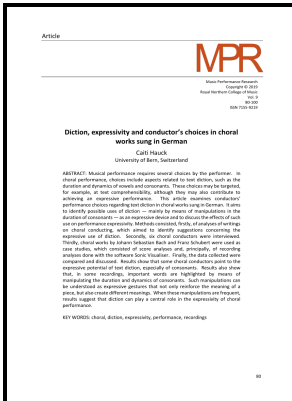 Article
MPR
Music Performance Research
Copyright © 2019
Royal Northern College of Music
Vol. 9
80-100
ISSN 7155-9219
Diction, expressivity and conductor's choices in choral
works sung in German
Caiti Hauck
University of Bern, Switzerland
ABSTRACT: Musical performance requires several choices by the performer. In
choral performance, choices include aspects related to text diction, such as the
duration and dynamics of vowels and consonants. These choices may be targeted,
for example, at text comprehensibility, although they may also contribute to
achieving an expressive performance. This article examines conductors'
performance choices regarding text diction in choral works sung in German. It aims
to identify possible uses of diction — mainly by means of manipulations in the
duration of consonants — as an expressive device and to discuss the effects of such
use on performance expressivity. Methods consisted, firstly, of analyses of writings
on choral conducting, which aimed to identify suggestions concerning the
expressive use of diction. Secondly, six choral conductors were interviewed.
Thirdly, choral works by Johann Sebastian Bach and Franz Schubert were used as
case studies, which consisted of score analyses and, principally, of recording
analyses done with the software Sonic Visualiser. Finally, the data collected were
compared and discussed. Results show that some choral conductors point to the
expressive potential of text diction, especially of consonants. Results also show
that, in some recordings, important words are highlighted by means of
manipulating the duration and dynamics of consonants. Such manipulations can
be understood as expressive gestures that not only reinforce the meaning of a
piece, but also create different meanings. When these manipulations are frequent,
results suggest that diction can play a central role in the expressivity of choral
performance.
KEY WORDS: choral, diction, expressivity, performance, recordings
80